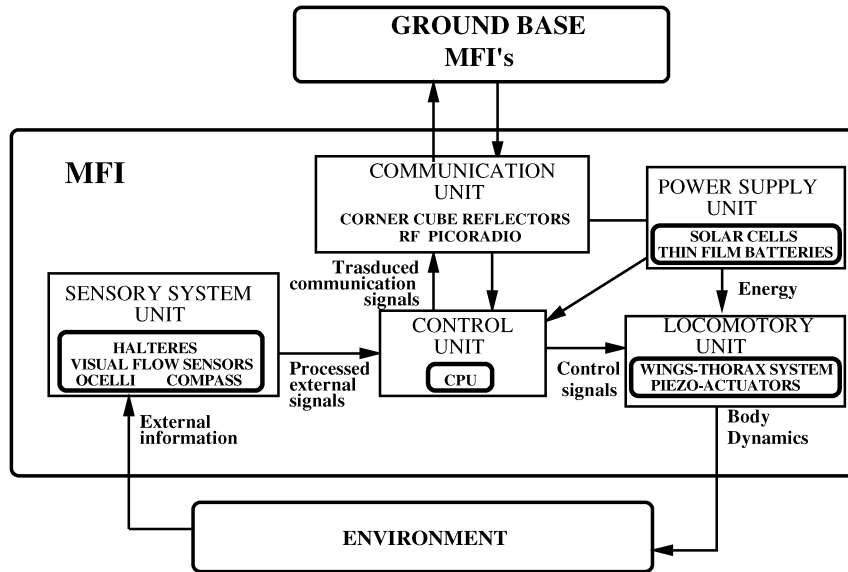 GROUND BASE
MFI's
MFI
COMMUNICATION
UNIT
CORNER CUBE REFLECTORS
RF PICORADIO
POWER SUPPLY
UNIT
SOLAR CELLS
THIN FILM BATTERIES
Trasduced
communication
signals
Energy
SENSORY SYSTEM
UNIT
HALTERES
VISUAL FLOW SENSORS
OCELLI COMPASS
Processed
external
signals
CONTROL
UNIT
CPU
Control
signals
LOCOMOTORY
UNIT
WINGS-THORAX SYSTEM
PIEZO-ACTUATORS
External
information
Body
Dynamics
ENVIRONMENT